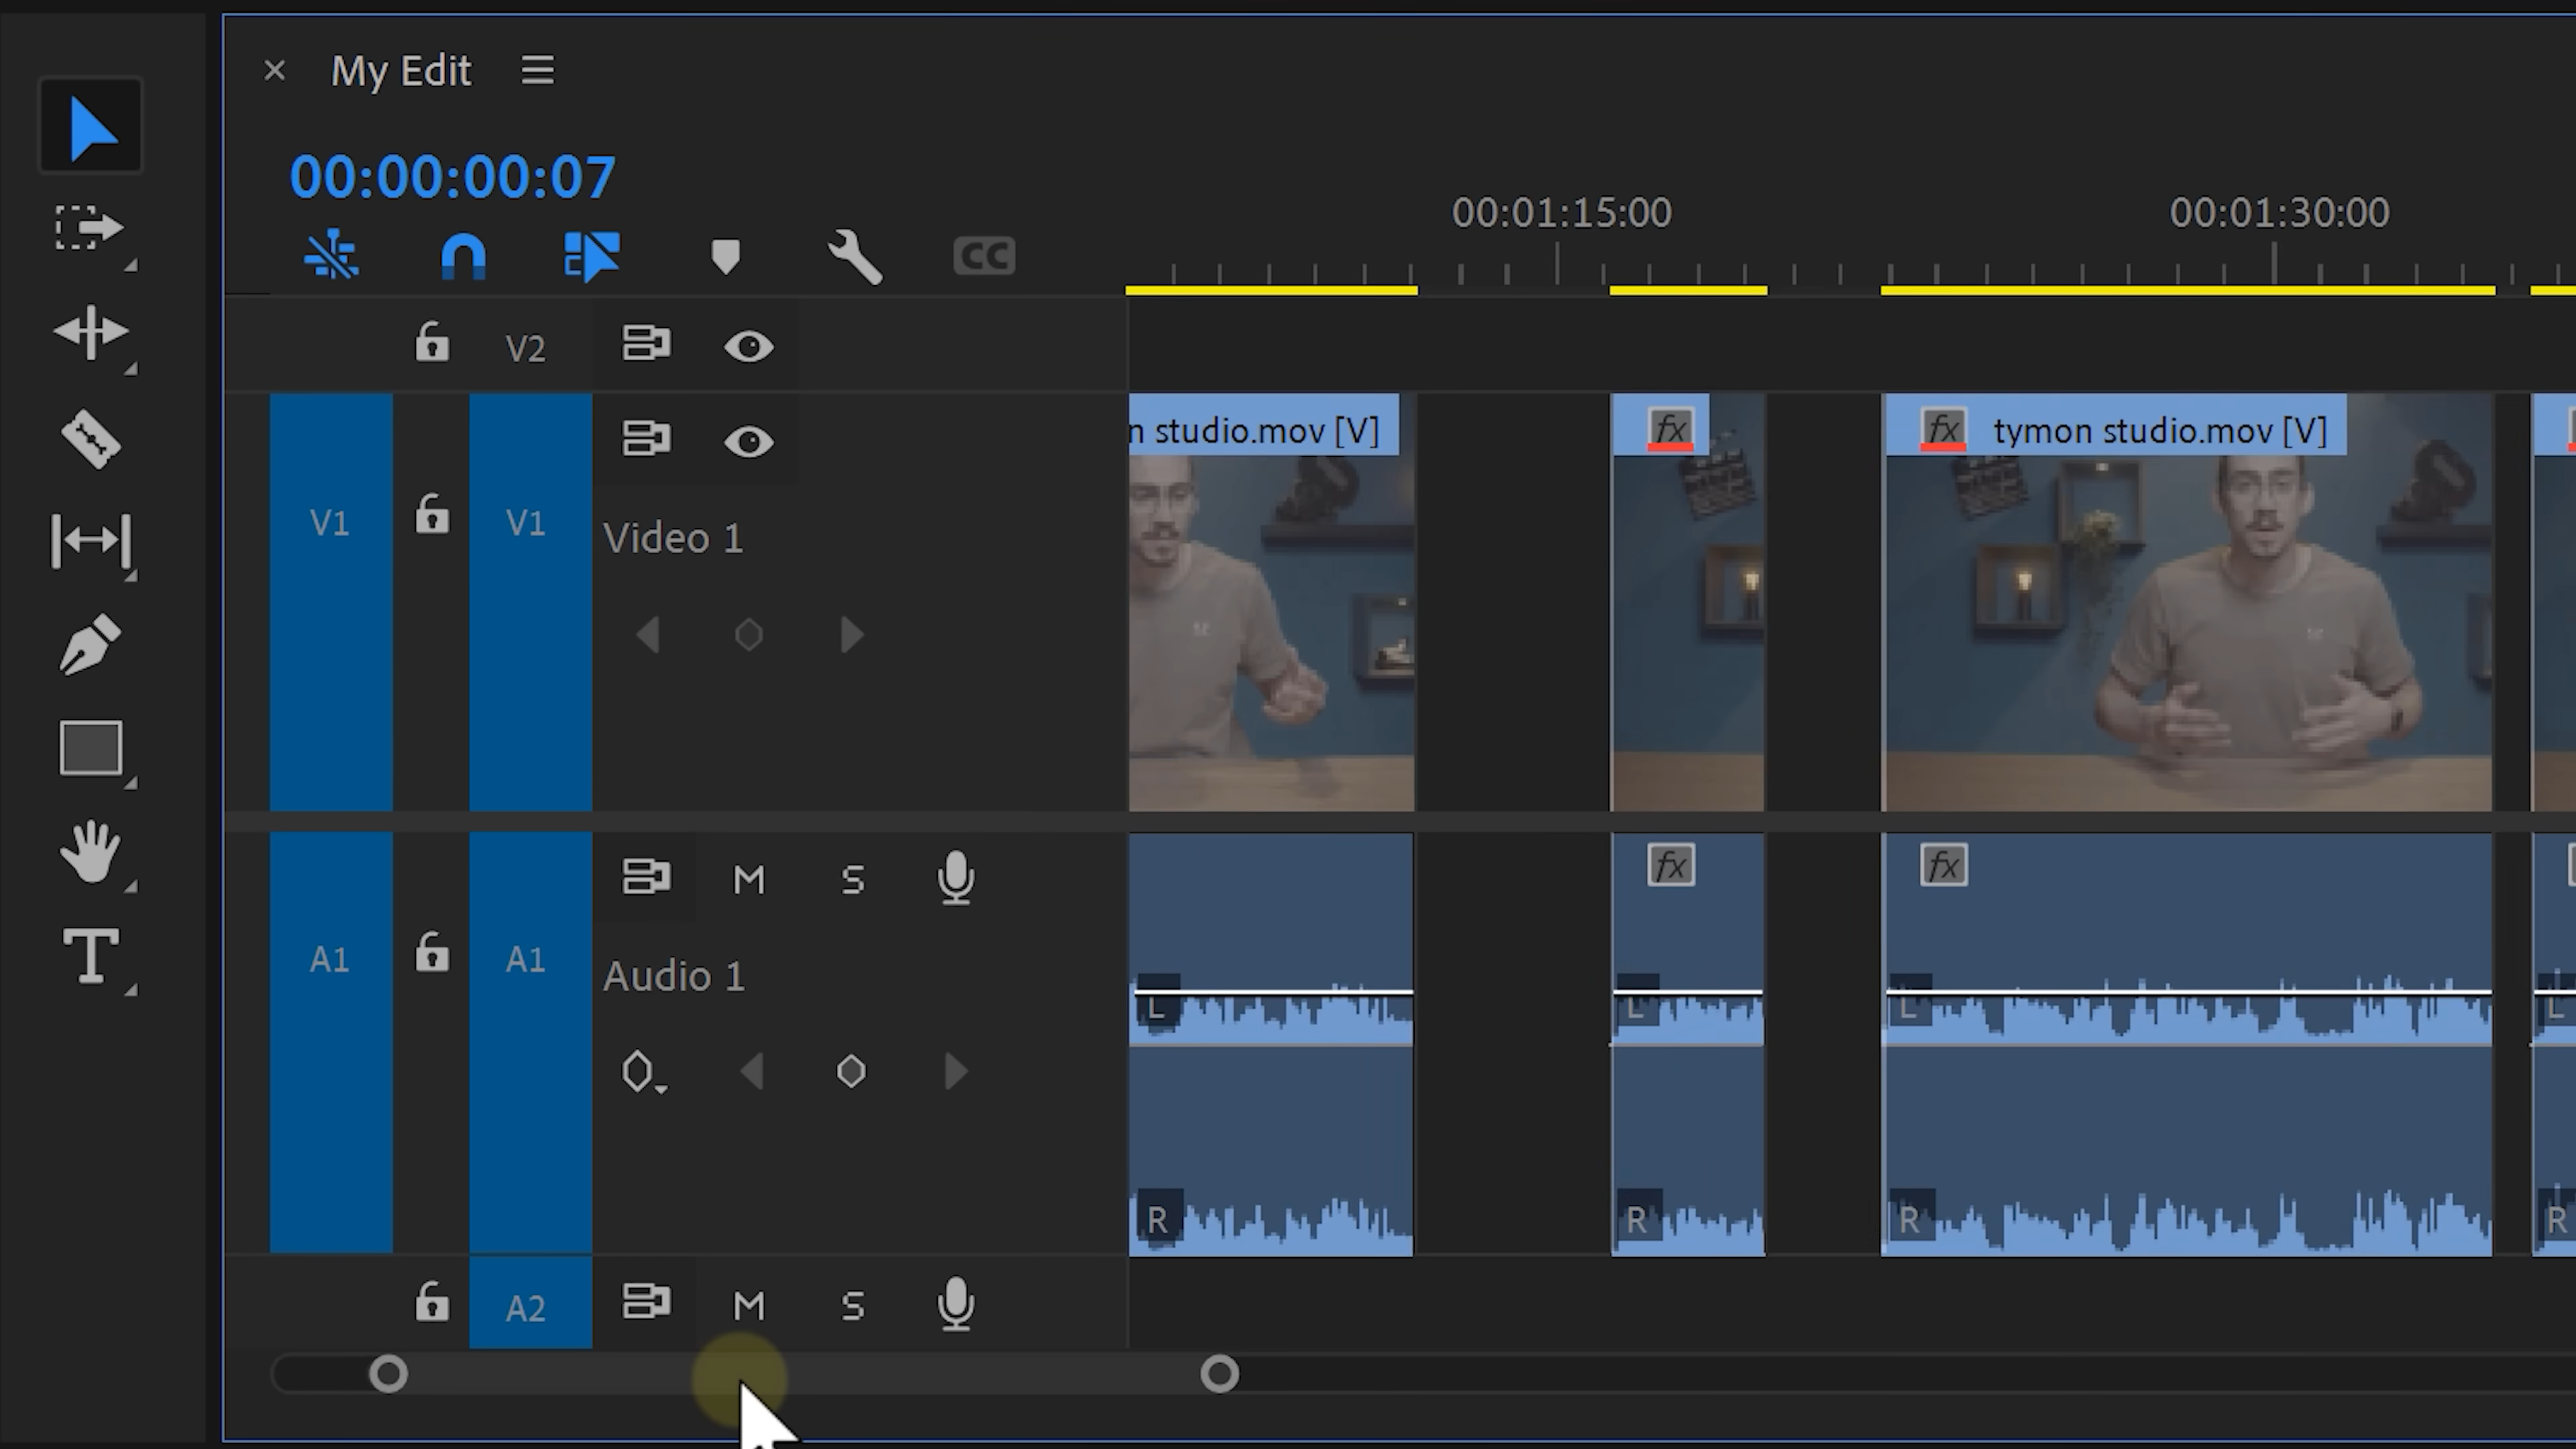 My Edit
00:00:00:07
00:01:15:00
00:01:30:00
CC
V2
n studio.mov [V]
fx
fx tymon studio.mov [V]
V1
V1
Video 1
M
S
fx
fx
A1
A1
Audio 1
L
L
L
L
R
R
R
R
A2
M
S